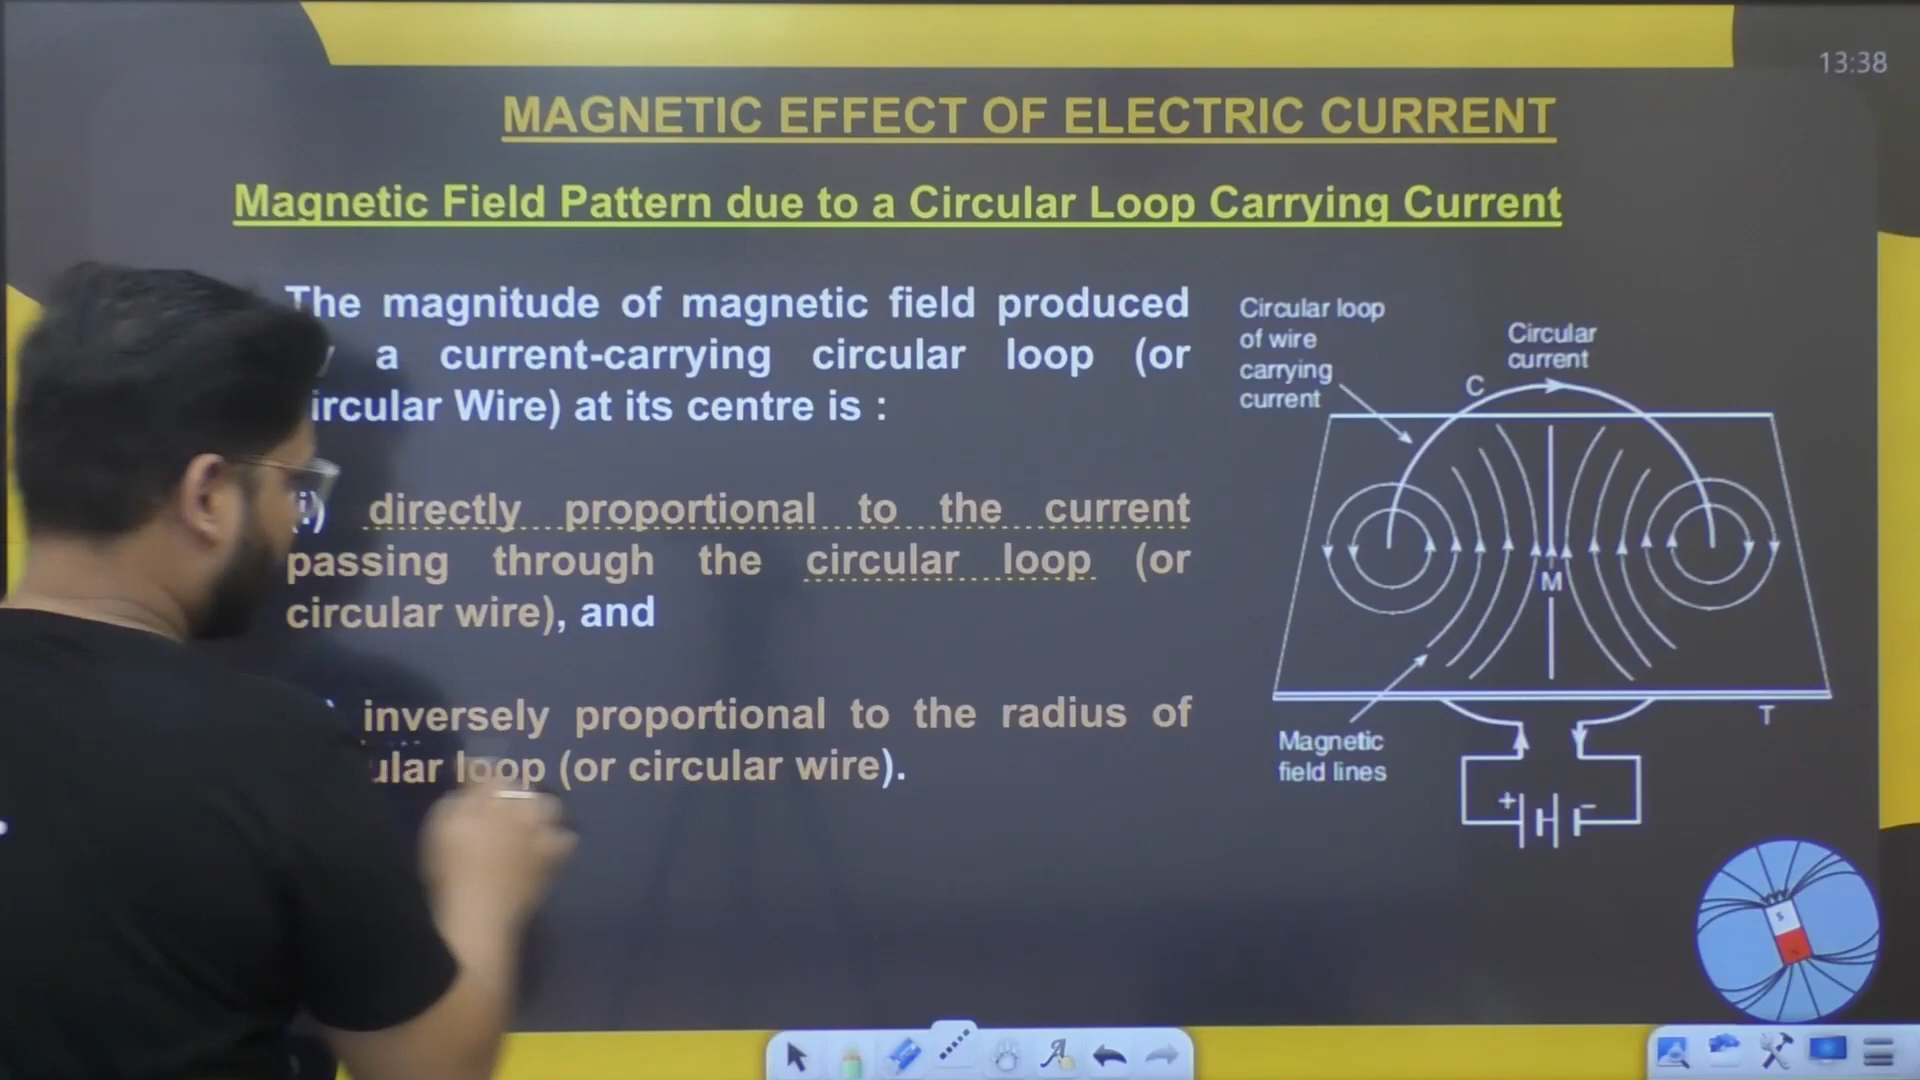 13:38
MAGNETIC EFFECT OF ELECTRIC CURRENT
Magnetic Field Pattern due to a Circular Loop Carrying Current
The magnitude of magnetic field produced
a current-carrying circular loop (or
ircular Wire) at its centre is :
(i) directly proportional to the current
passing through the circular loop (or
circular wire), and
inversely proportional to the radius of
ular loop (or circular wire).
Circular loop
of wire
carrying
current
Circular
current
C
M
T
Magnetic
field lines
+
−
S